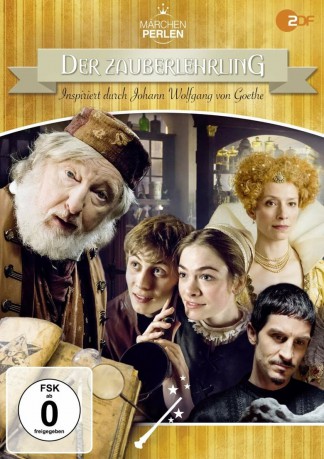 MÄRCHEN
PERLEN
ZDF
DER ZAUBERLEHRLING
Inspiriert durch Johann Wolfgang von Goethe
FSK
ab
0
freigegeben